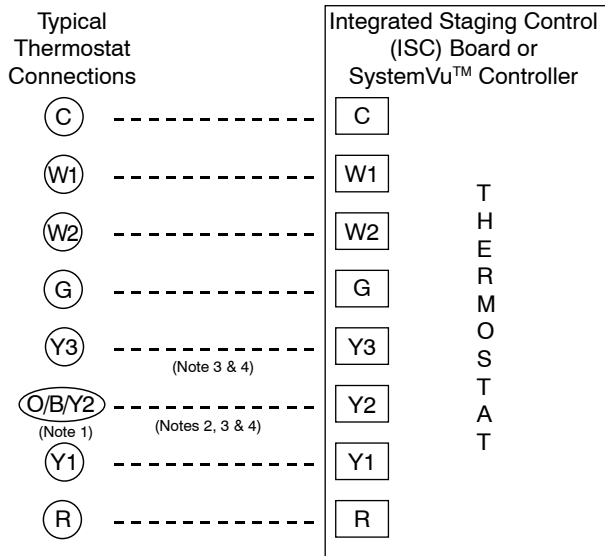 Typical
Thermostat
Connections
Integrated Staging Control
(ISC) Board or
SystemVu™ Controller
C
C
W1
W1
W2
W2
G
G
Y3
(Note 3 & 4)
Y3
O/B/Y2
(Note 1)
(Notes 2, 3 & 4)
Y2
Y1
Y1
R
R
THERMOSTAT